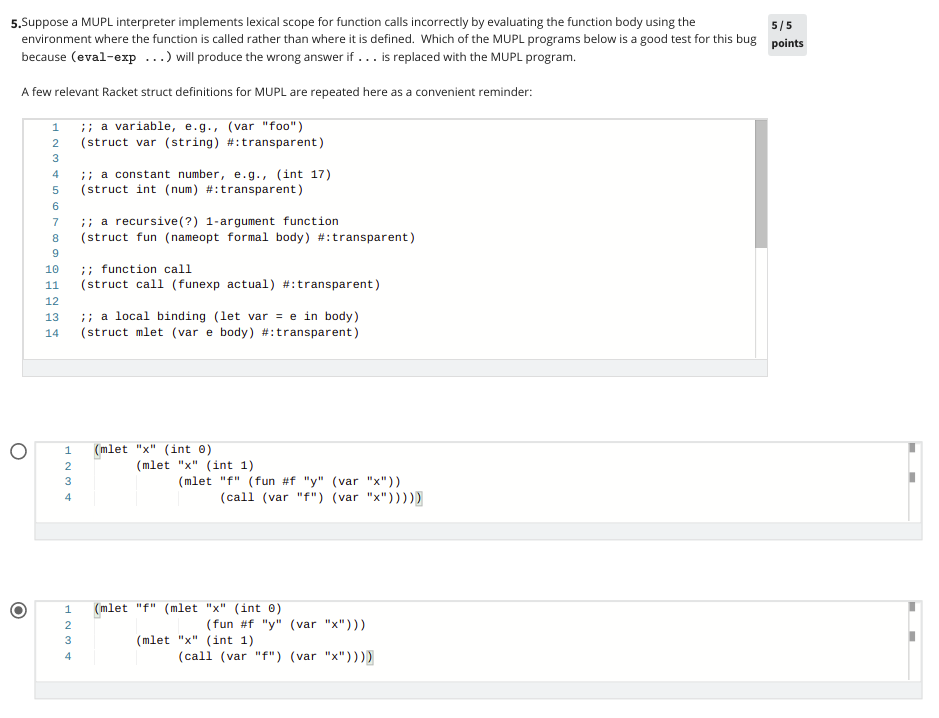 5. Suppose a MUPL interpreter implements lexical scope for function calls incorrectly by evaluating the function body using the
environment where the function is called rather than where it is defined.  Which of the MUPL programs below is a good test for this bug
because (eval-exp ...) will produce the wrong answer if ... is replaced with the MUPL program.
5 / 5
points
A few relevant Racket struct definitions for MUPL are repeated here as a convenient reminder:
1 ;; a variable, e.g., (var "foo")
2 (struct var (string) #:transparent)
3
4 ;; a constant number, e.g., (int 17)
5 (struct int (num) #:transparent)
6
7 ;; a recursive(?) 1-argument function
8 (struct fun (nameopt formal body) #:transparent)
9
10 ;; function call
11 (struct call (funexp actual) #:transparent)
12
13 ;; a local binding (let var = e in body)
14 (struct mlet (var e body) #:transparent)
1 (mlet "x" (int 0)
2       (mlet "x" (int 1)
3             (mlet "f" (fun #f "y" (var "x"))
4                   (call (var "f") (var "x")))))
1 (mlet "f" (mlet "x" (int 0)
2                 (fun #f "y" (var "x")))
3       (mlet "x" (int 1)
4             (call (var "f") (var "x"))))